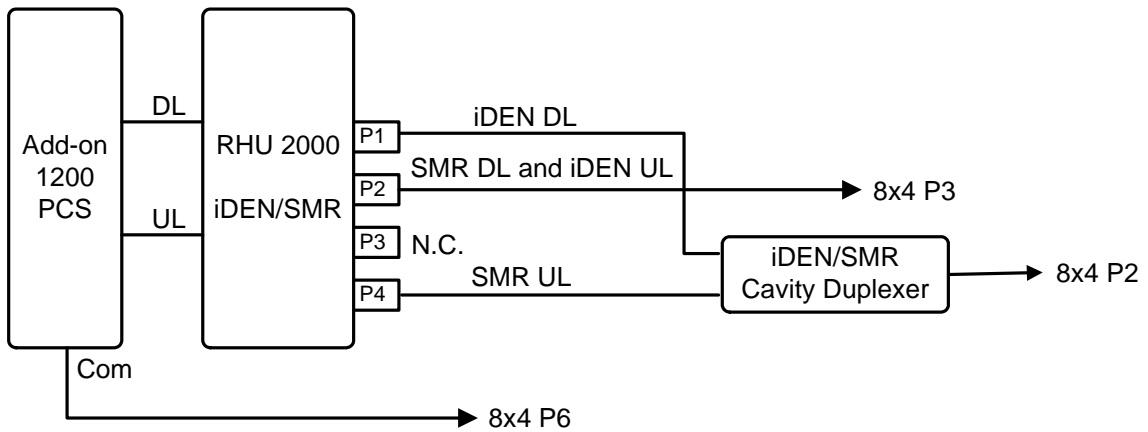 Add-on
1200
PCS
DL
UL
Com
RHU 2000
iDEN/SMR
P1
P2
P3
P4
iDEN DL
SMR DL and iDEN UL
N.C.
SMR UL
8x4 P3
iDEN/SMR
Cavity Duplexer
8x4 P2
8x4 P6